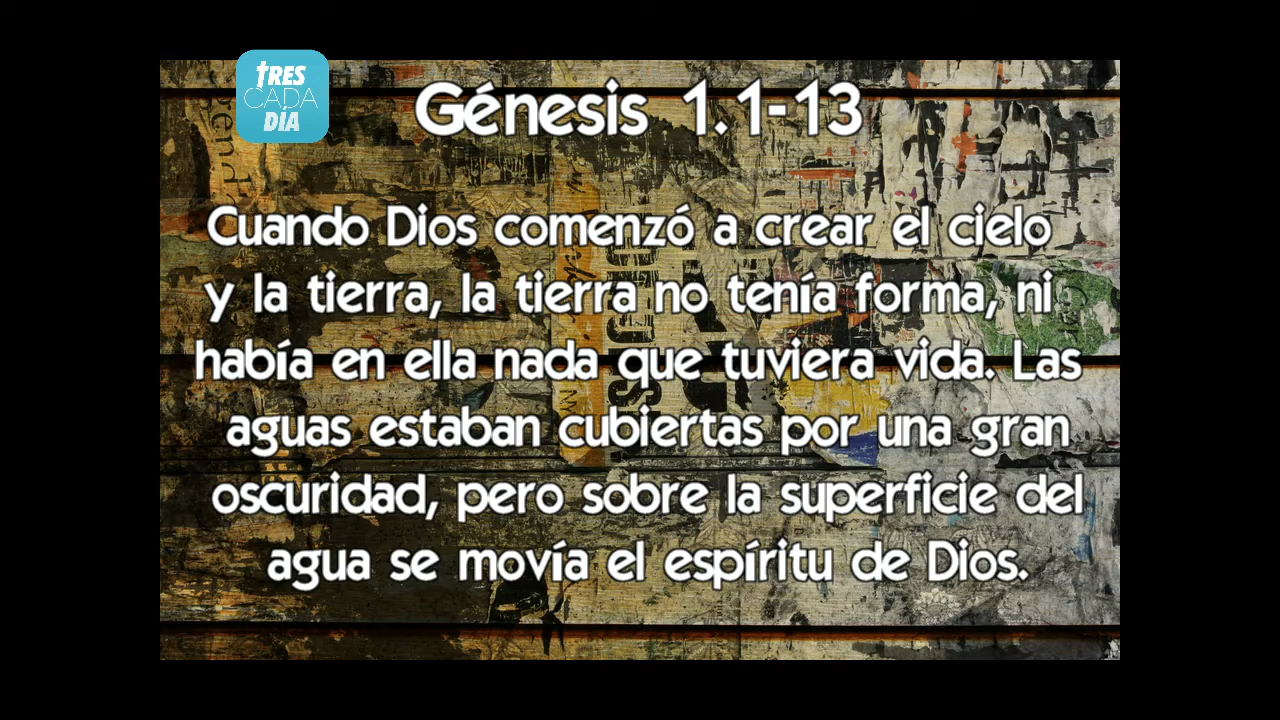 tRES
CADA
DÍA
Génesis 1.1-13
Cuando Dios comenzó a crear el cielo
y la tierra, la tierra no tenía forma, ni
había en ella nada que tuviera vida. Las
aguas estaban cubiertas por una gran
oscuridad, pero sobre la superficie del
agua se movía el espíritu de Dios.